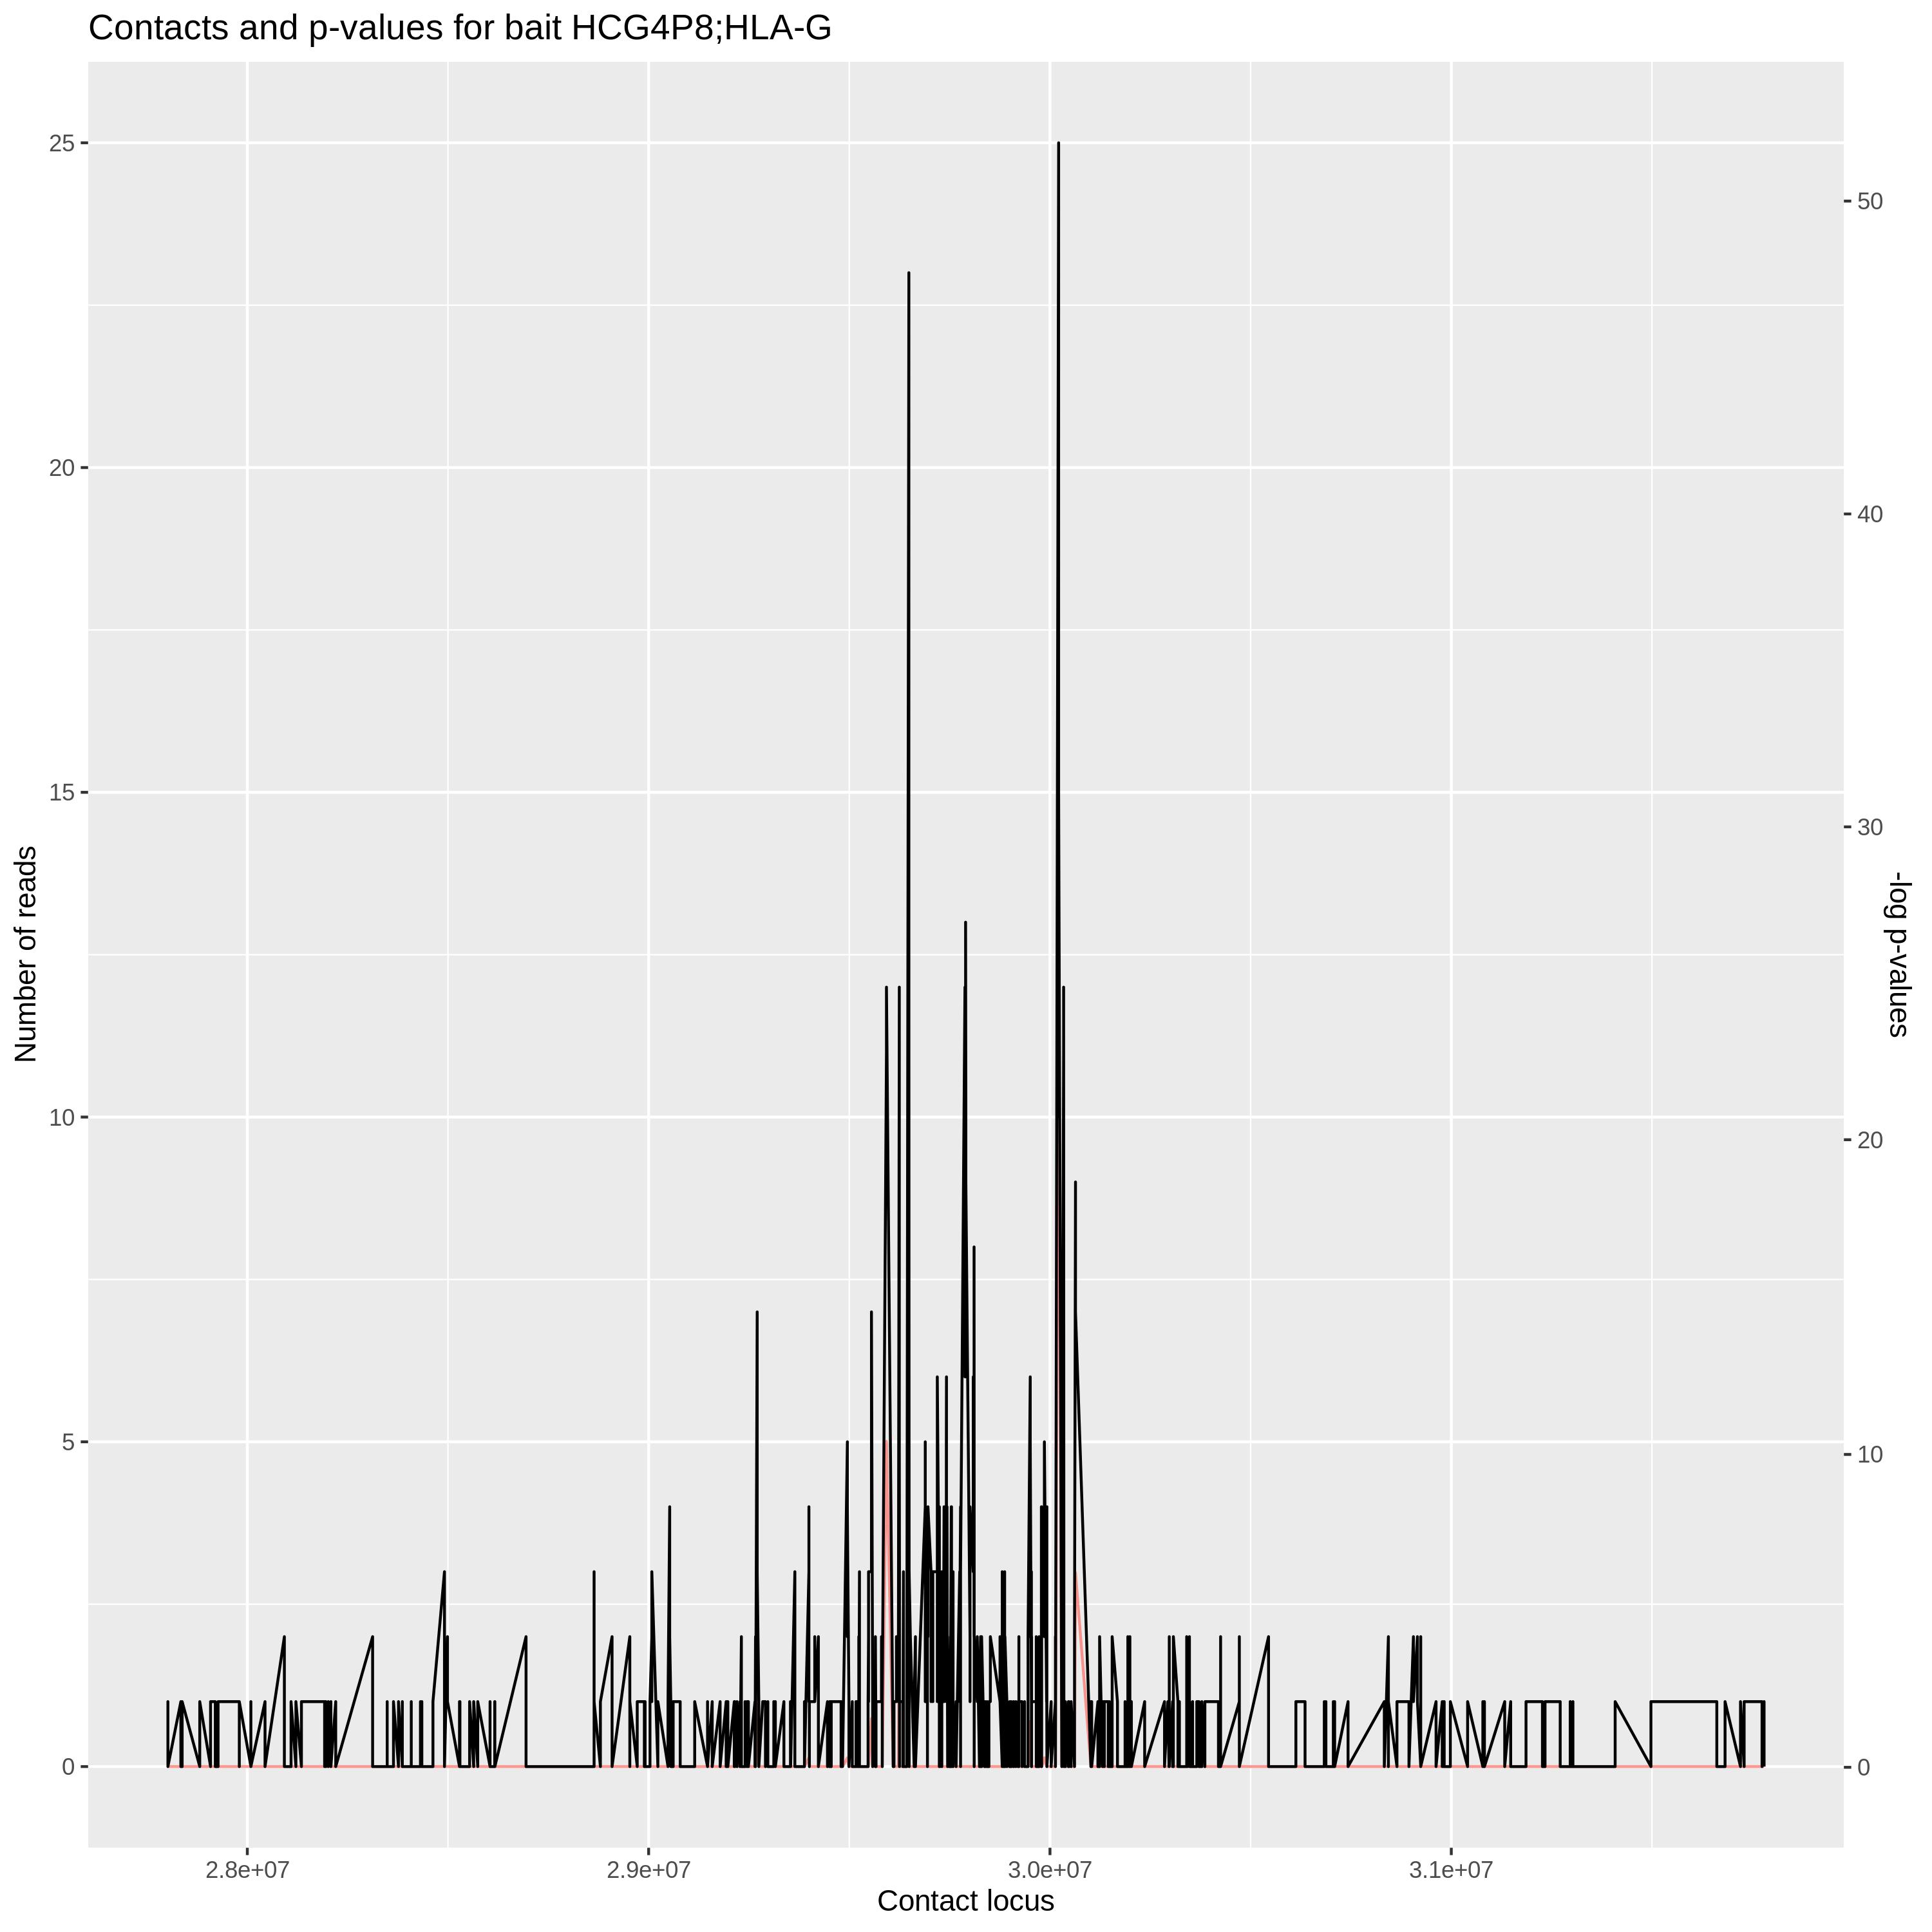 Contacts and p-values for bait HCG4P8;HLA-G
25
20
15
10
5
0
Number of reads
50
40
30
20
10
0
-log p-values
2.8e+07 2.9e+07 3.0e+07 3.1e+07
Contact locus